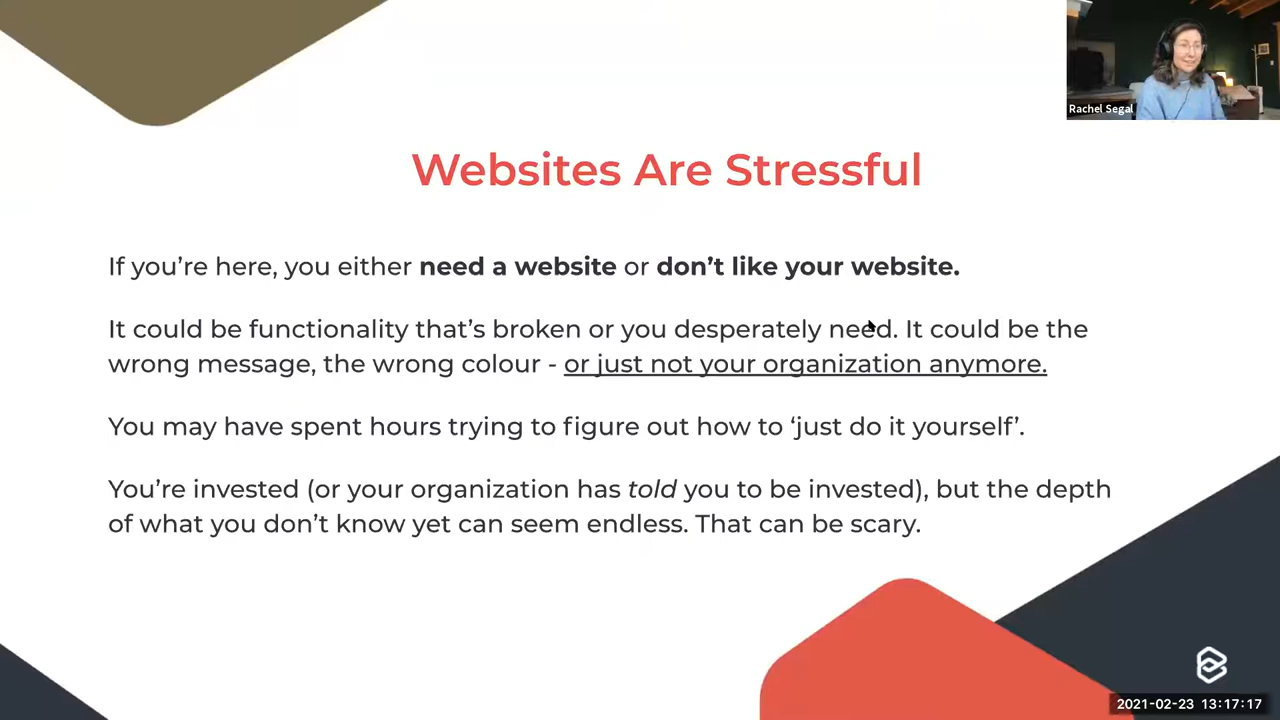 Rachel Segal
Websites Are Stressful
If you’re here, you either need a website or don’t like your website.
It could be functionality that’s broken or you desperately need. It could be the
wrong message, the wrong colour - or just not your organization anymore.
You may have spent hours trying to figure out how to ‘just do it yourself’.
You’re invested (or your organization has told you to be invested), but the depth
of what you don’t know yet can seem endless. That can be scary.
2021-02-23 13:17:17